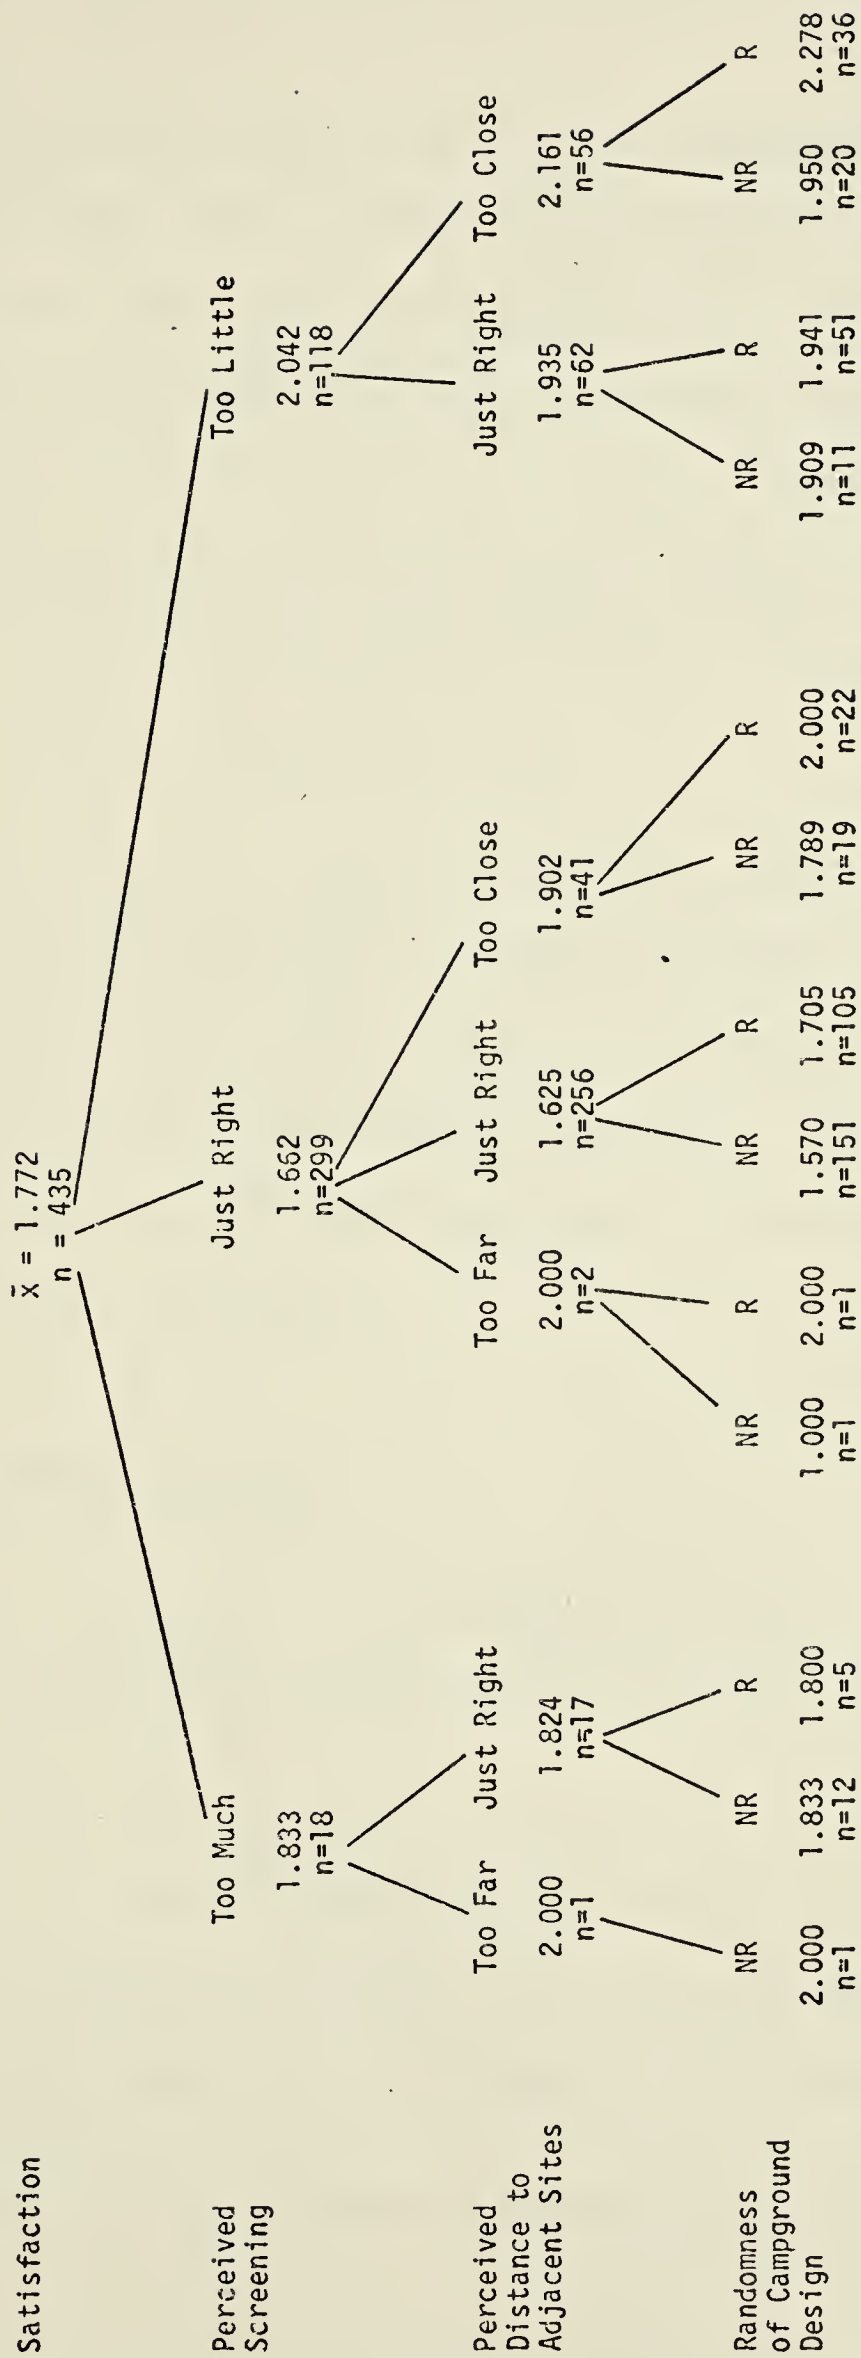 Satisfaction
x̄ = 1.772
n = 435
Perceived
Screening
Too Much
Just Right
Too Little
1.833
n=18
1.662
n=299
2.042
n=118
Perceived
Distance to
Adjacent Sites
Too Far
Just Right
Too Far
Just Right
Too Close
Just Right
Too Close
2.000
n=1
1.824
n=17
2.000
n=2
1.625
n=256
1.902
n=41
1.935
n=62
2.161
n=56
Randomness
of Campground
Design
NR
NR
R
NR
R
NR
R
NR
R
NR
R
NR
R
2.000
n=1
1.833
n=12
1.800
n=5
1.000
n=1
2.000
n=1
1.570
n=151
1.705
n=105
1.789
n=19
2.000
n=22
1.909
n=11
1.941
n=51
1.950
n=20
2.278
n=36